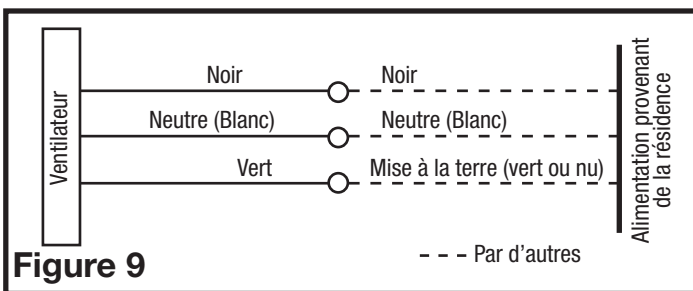 Ventilateur
Noir
Noir
Neutre (Blanc)
Neutre (Blanc)
Vert
Mise à la terre (vert ou nu)
Alimentation provenant
de la résidence
- - - Par d'autres
Figure 9